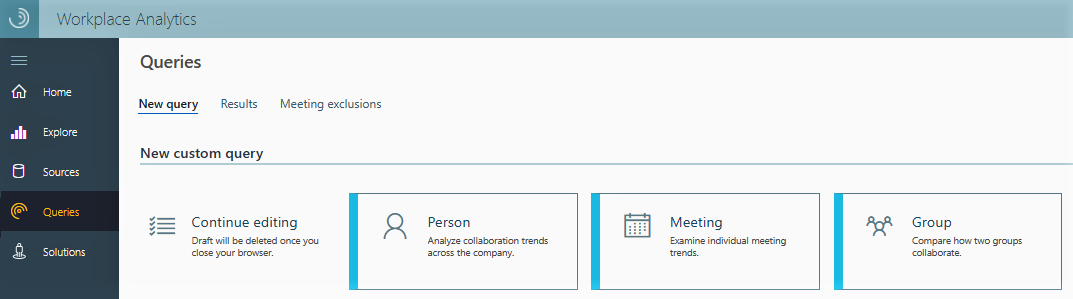 Workplace Analytics
Home
Explore
Sources
Queries
Solutions
Queries
New query
Results
Meeting exclusions
New custom query
Continue editing
Draft will be deleted once you
close your browser.
Person
Analyze collaboration trends
across the company.
Meeting
Examine individual meeting
trends.
Group
Compare how two groups
collaborate.